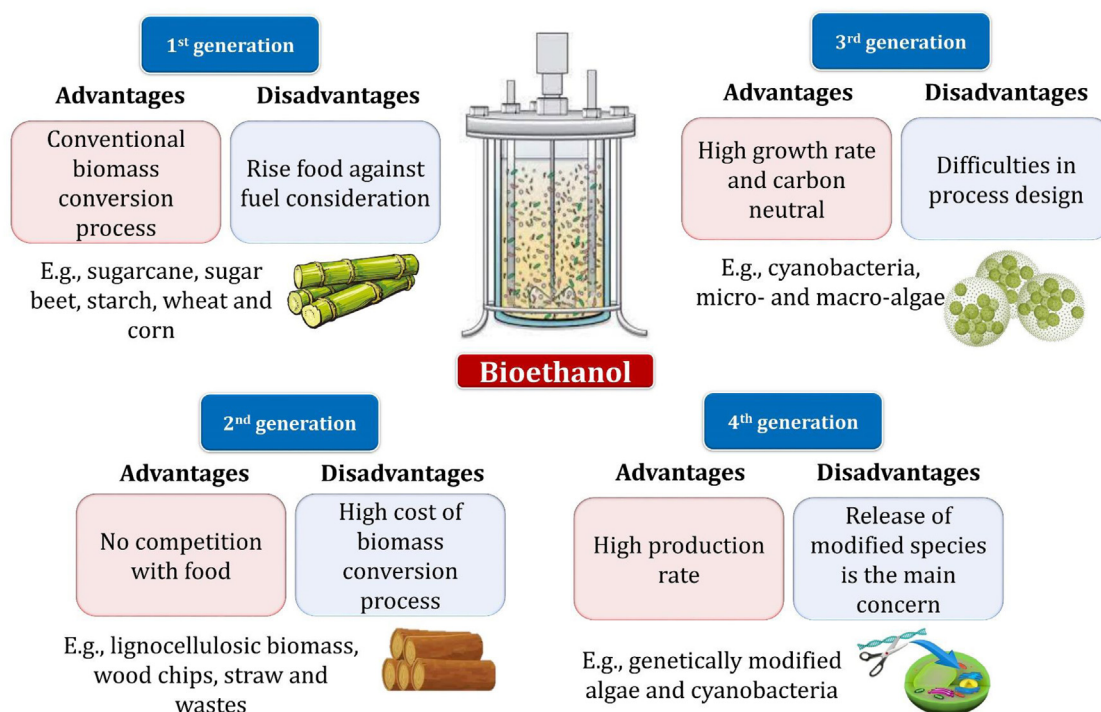 1st generation
Advantages
Disadvantages
Conventional
biomass
conversion
process
Rise food against
fuel consideration
E.g., sugarcane, sugar
beet, starch, wheat and
corn
3rd generation
Advantages
Disadvantages
High growth rate
and carbon
neutral
Difficulties in
process design
E.g., cyanobacteria,
micro- and macro-algae
Bioethanol
2nd generation
Advantages
Disadvantages
No competition
with food
High cost of
biomass
conversion
process
E.g., lignocellulosic biomass,
wood chips, straw and
wastes
4th generation
Advantages
Disadvantages
High production
rate
Release of
modified species
is the main
concern
E.g., genetically modified
algae and cyanobacteria